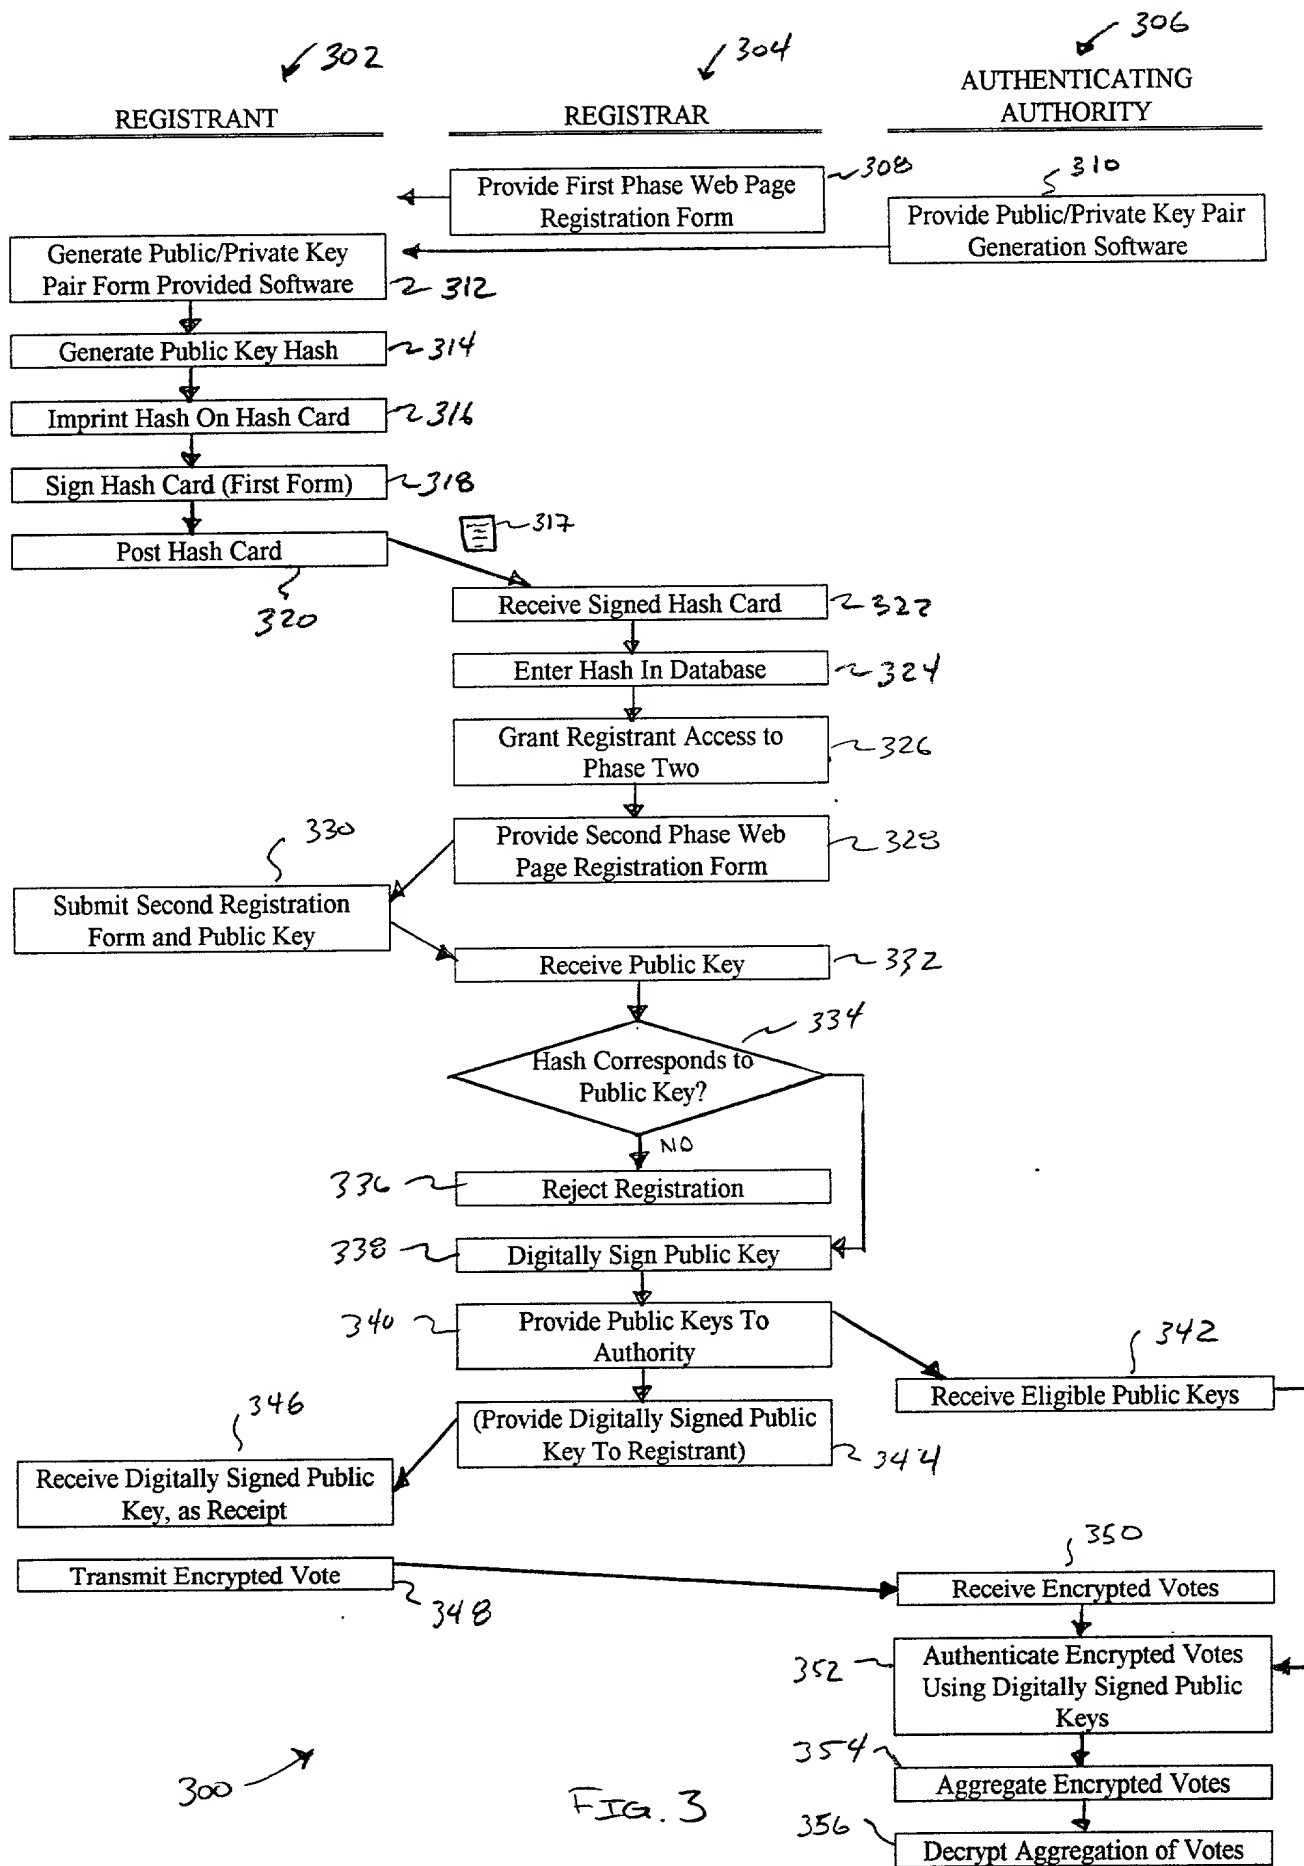 302
304
306
REGISTRANT
REGISTRAR
AUTHENTICATING
AUTHORITY
Provide First Phase Web Page
Registration Form
308
310
Provide Public/Private Key Pair
Generation Software
Generate Public/Private Key
Pair Form Provided Software
312
Generate Public Key Hash
314
Imprint Hash On Hash Card
316
Sign Hash Card (First Form)
318
Post Hash Card
317
320
Receive Signed Hash Card
322
Enter Hash In Database
324
Grant Registrant Access to
Phase Two
326
Provide Second Phase Web
Page Registration Form
328
330
Submit Second Registration
Form and Public Key
Receive Public Key
332
334
Hash Corresponds to
Public Key?
NO
336
Reject Registration
338
Digitally Sign Public Key
340
Provide Public Keys To
Authority
342
Receive Eligible Public Keys
(Provide Digitally Signed Public
Key To Registrant)
344
346
Receive Digitally Signed Public
Key, as Receipt
Transmit Encrypted Vote
348
350
Receive Encrypted Votes
352
Authenticate Encrypted Votes
Using Digitally Signed Public
Keys
354
Aggregate Encrypted Votes
356
Decrypt Aggregation of Votes
300
FIG. 3